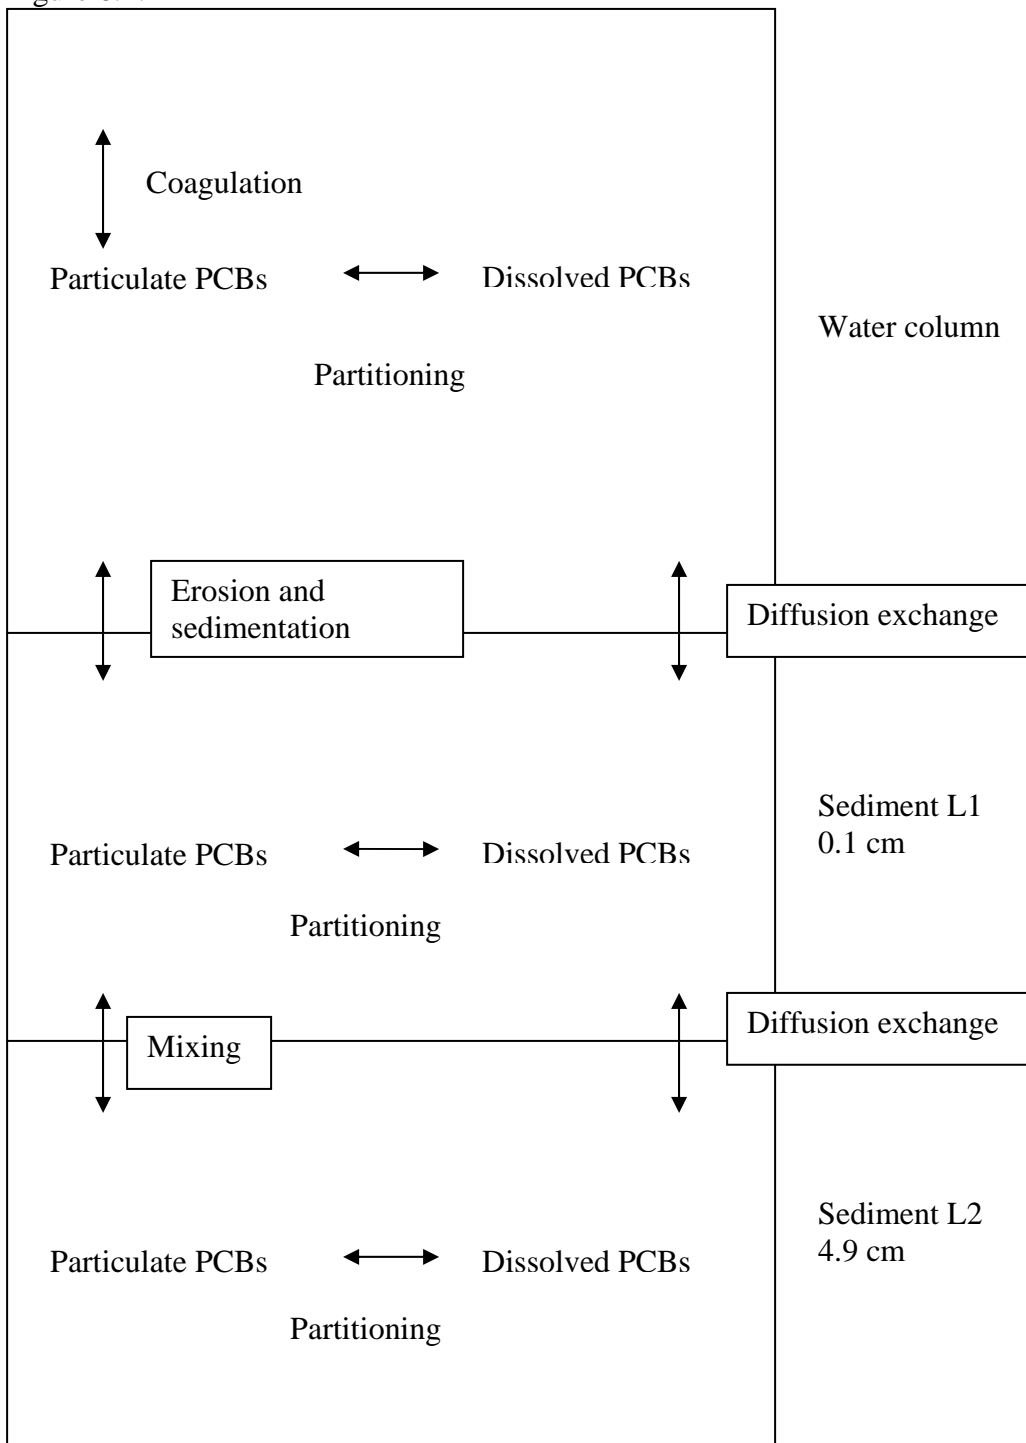 Coagulation
Particulate PCBs
Dissolved PCBs
Water column
Partitioning
Erosion and
sedimentation
Diffusion exchange
Sediment L1
0.1 cm
Particulate PCBs
Dissolved PCBs
Partitioning
Diffusion exchange
Mixing
Sediment L2
4.9 cm
Particulate PCBs
Dissolved PCBs
Partitioning